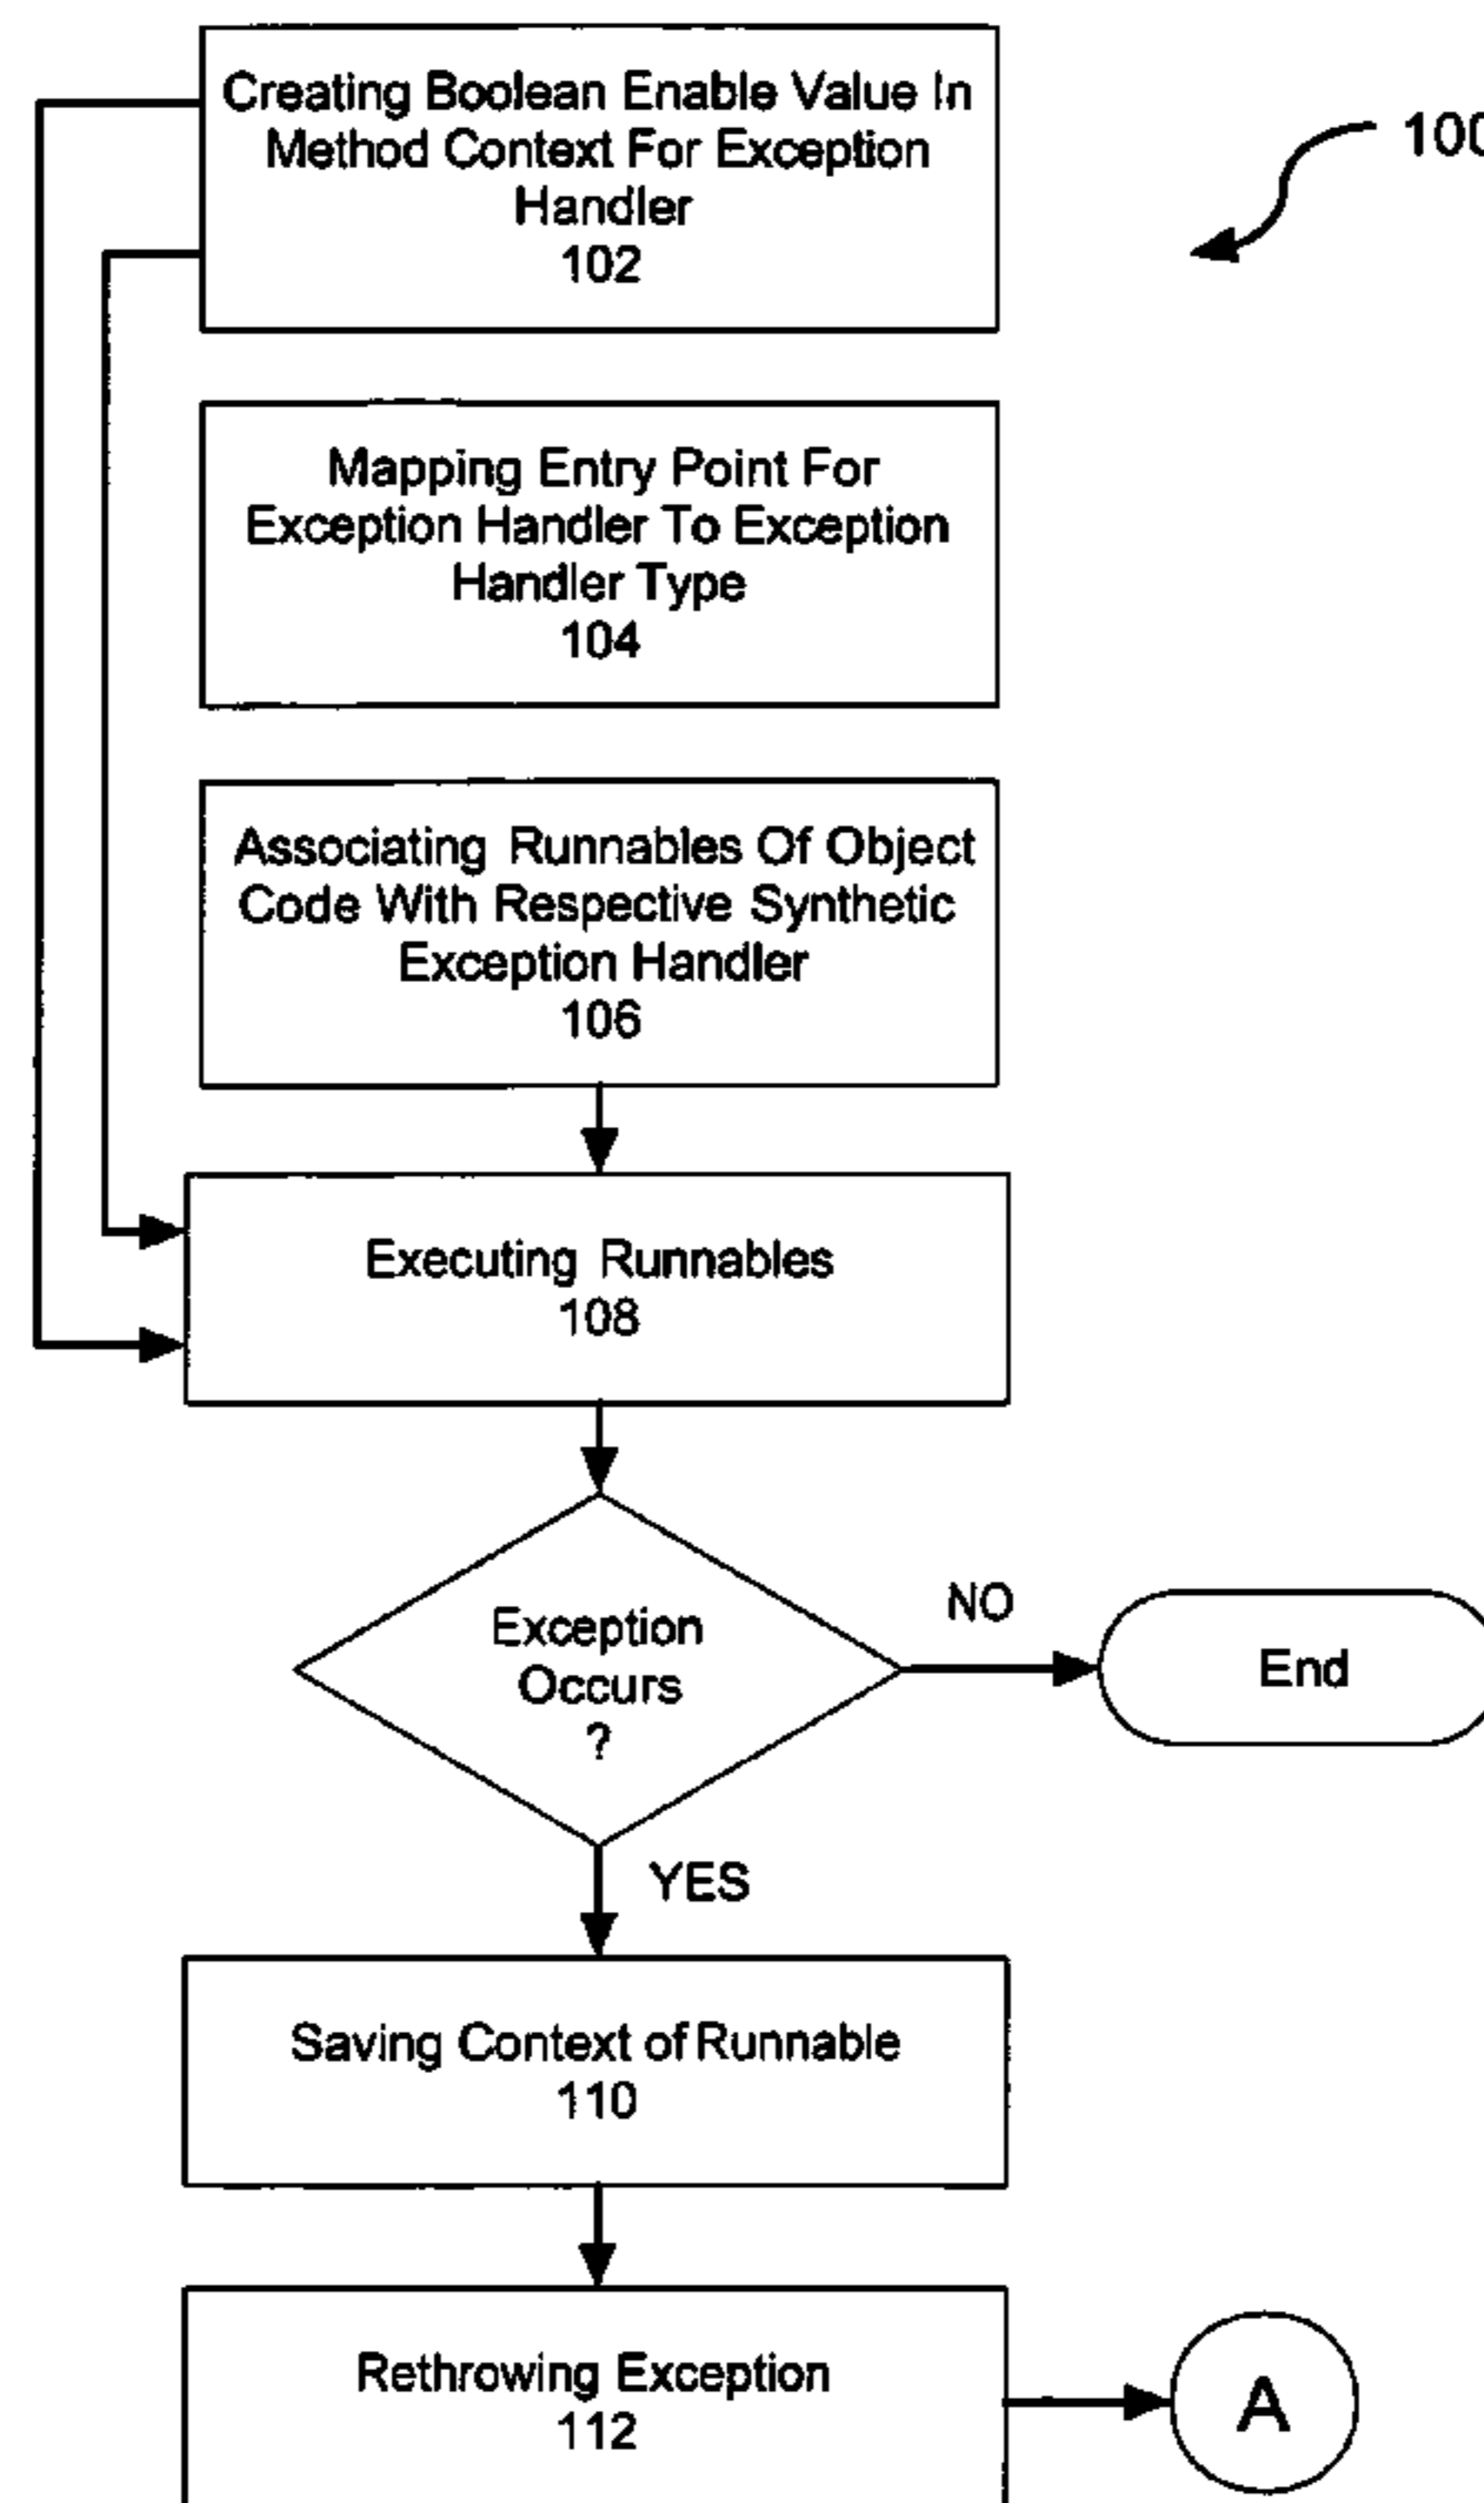 Creating Boolean Enable Value In
Method Context For Exception
Handler
102
100
Mapping Entry Point For
Exception Handler To Exception
Handler Type
104
Associating Runnables Of Object
Code With Respective Synthetic
Exception Handler
106
Executing Runnables
108
Exception
Occurs
?
NO
End
YES
Saving Context of Runnable
110
Rethrowing Exception
112
A